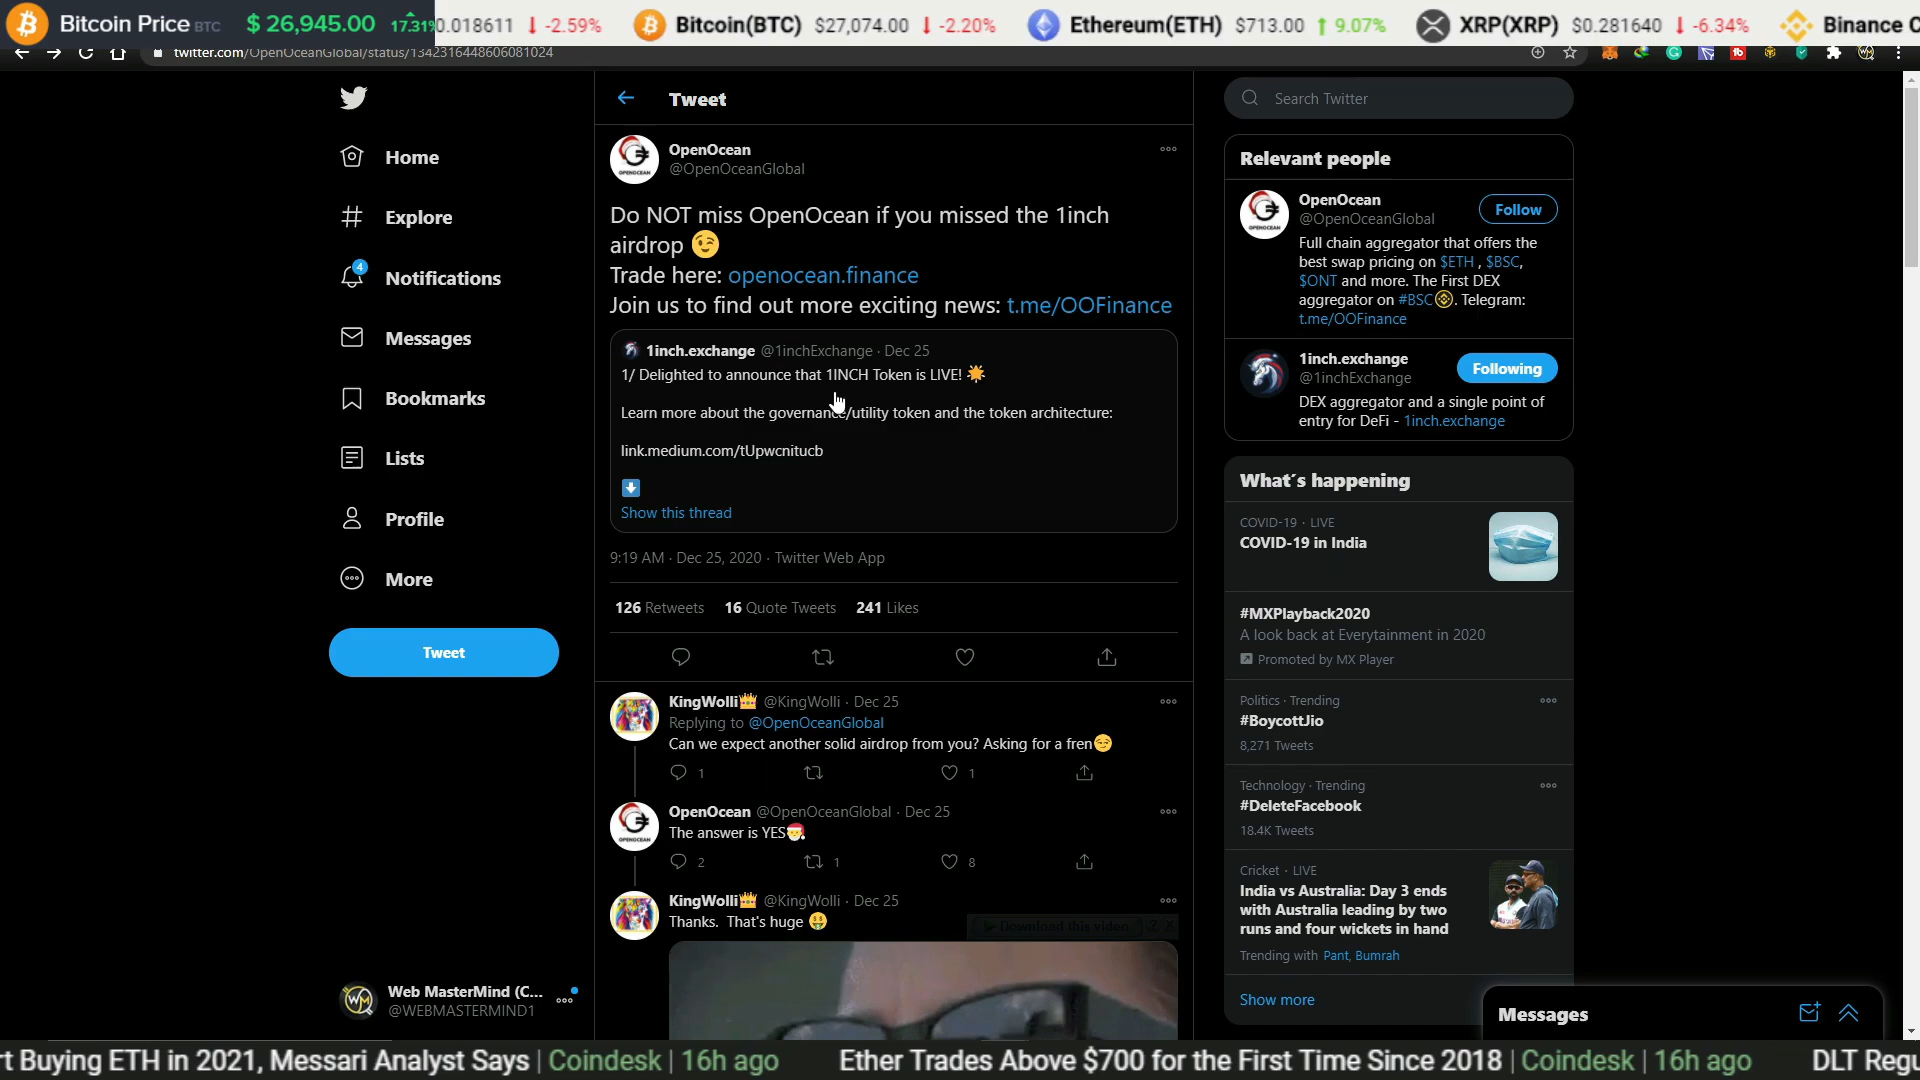 Bitcoin Price BTC $ 26,945.00 17.31%
0.018611 -2.59% Bitcoin(BTC) $27,074.00 -2.20% Ethereum(ETH) $713.00 9.07% XRP(XRP) $0.281640 -6.34% Binance C
twitter.com/OpenOceanGlobal/status/1342316448606081024
Home
Explore
4
Notifications
Messages
Bookmarks
Lists
Profile
More
Tweet
Web MasterMind (C...
@WEBMASTERMIND1
Tweet
OpenOcean
@OpenOceanGlobal
Do NOT miss OpenOcean if you missed the 1inch
airdrop 😉
Trade here: openocean.finance
Join us to find out more exciting news: t.me/OOFinance
1inch.exchange @1inchExchange · Dec 25
1/ Delighted to announce that 1INCH Token is LIVE! 🌟
Learn more about the governance/utility token and the token architecture:
link.medium.com/tUpwcnitucb
⬇️
Show this thread
9:19 AM · Dec 25, 2020 · Twitter Web App
126 Retweets 16 Quote Tweets 241 Likes
KingWolli👑 @KingWolli · Dec 25
Replying to @OpenOceanGlobal
Can we expect another solid airdrop from you? Asking for a fren😏
1 1
OpenOcean @OpenOceanGlobal · Dec 25
The answer is YES🎅
2 1 8
KingWolli👑 @KingWolli · Dec 25
Thanks. That's huge 🤑
Download this video ? X
Search Twitter
Relevant people
OpenOcean
@OpenOceanGlobal
Follow
Full chain aggregator that offers the
best swap pricing on $ETH , $BSC,
$ONT and more. The First DEX
aggregator on #BSC. Telegram:
t.me/OOFinance
1inch.exchange
@1inchExchange
Following
DEX aggregator and a single point of
entry for DeFi - 1inch.exchange
What's happening
COVID-19 · LIVE
COVID-19 in India
#MXPlayback2020
A look back at Everytainment in 2020
Promoted by MX Player
Politics · Trending
#BoycottJio
8,271 Tweets
Technology · Trending
#DeleteFacebook
18.4K Tweets
Cricket · LIVE
India vs Australia: Day 3 ends
with Australia leading by two
runs and four wickets in hand
Trending with Pant, Bumrah
Show more
Messages
rt Buying ETH in 2021, Messari Analyst Says | Coindesk | 16h ago Ether Trades Above $700 for the First Time Since 2018 | Coindesk | 16h ago DLT Regu